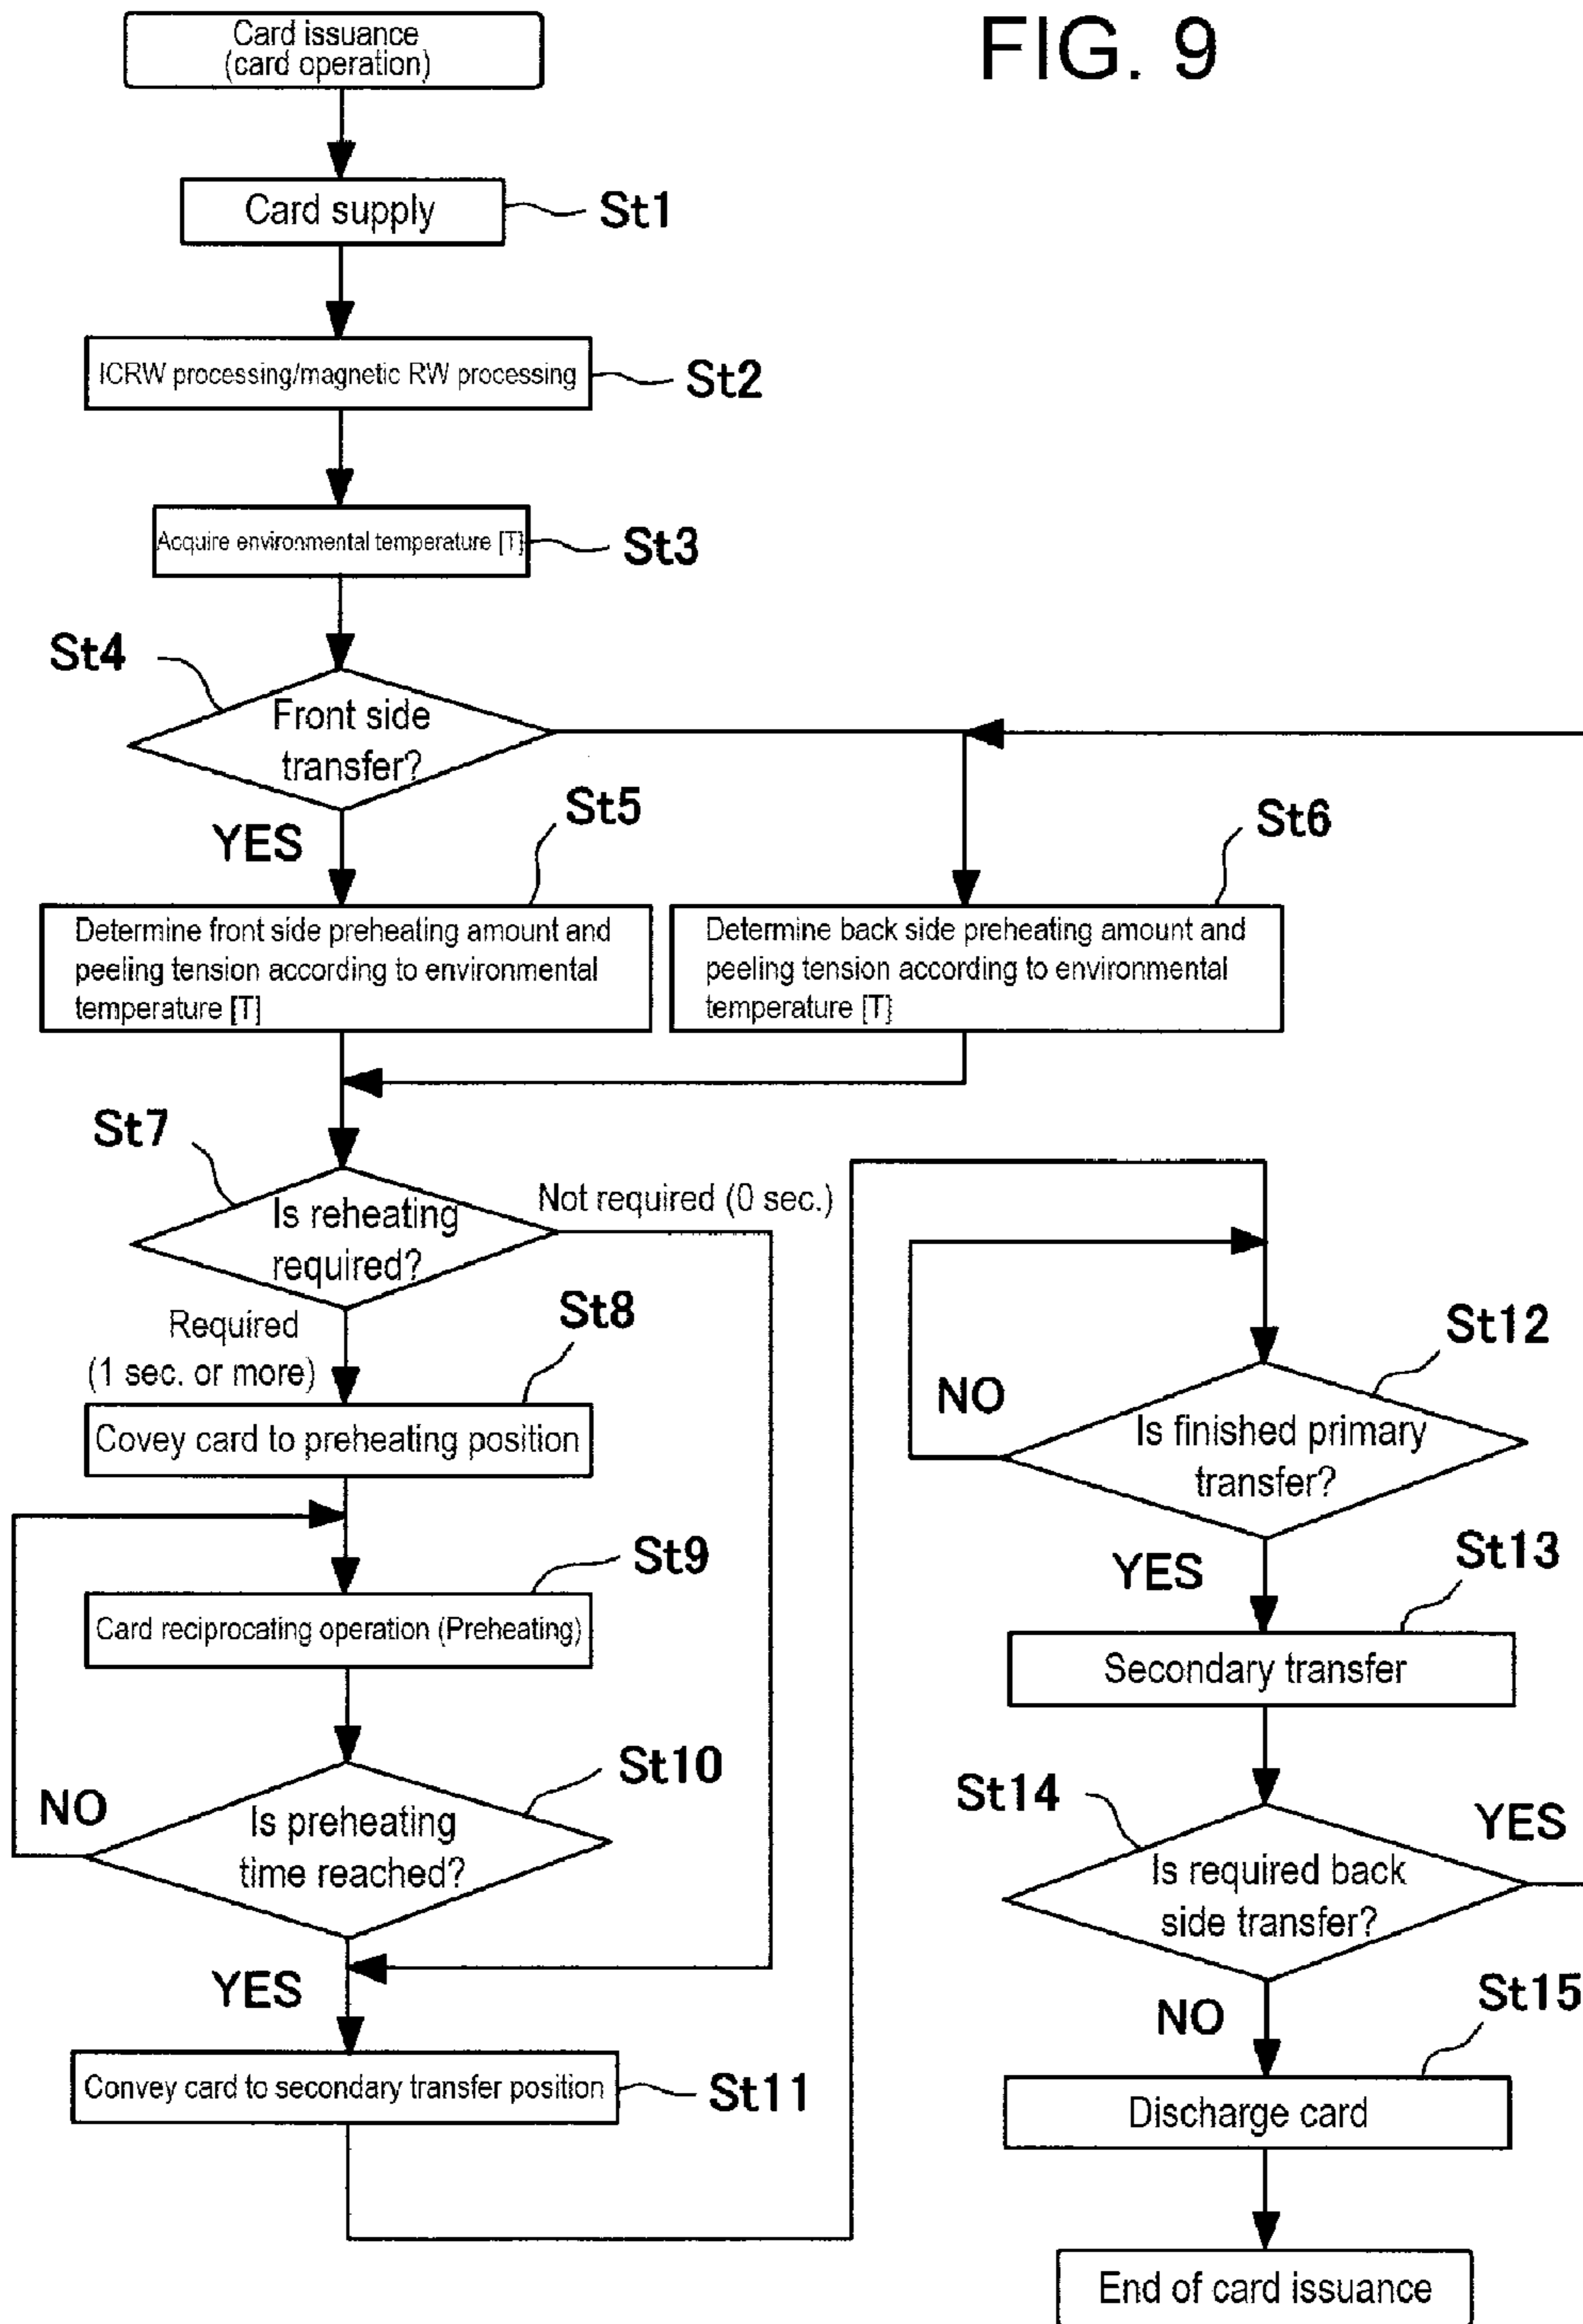 FIG. 9
Card issuance
(card operation)
Card supply
St1
ICRW processing/magnetic RW processing
St2
Acquire environmental temperature [T]
St3
St4
Front side
transfer?
YES
St5
St6
Determine front side preheating amount and
peeling tension according to environmental
temperature [T]
Determine back side preheating amount and
peeling tension according to environmental
temperature [T]
St7
Is reheating
required?
Not required (0 sec.)
Required
(1 sec. or more)
St8
Covey card to preheating position
St9
Card reciprocating operation (Preheating)
St10
NO
Is preheating
time reached?
YES
Convey card to secondary transfer position
St11
St12
NO
Is finished primary
transfer?
YES
St13
Secondary transfer
St14
YES
Is required back
side transfer?
NO
St15
Discharge card
End of card issuance